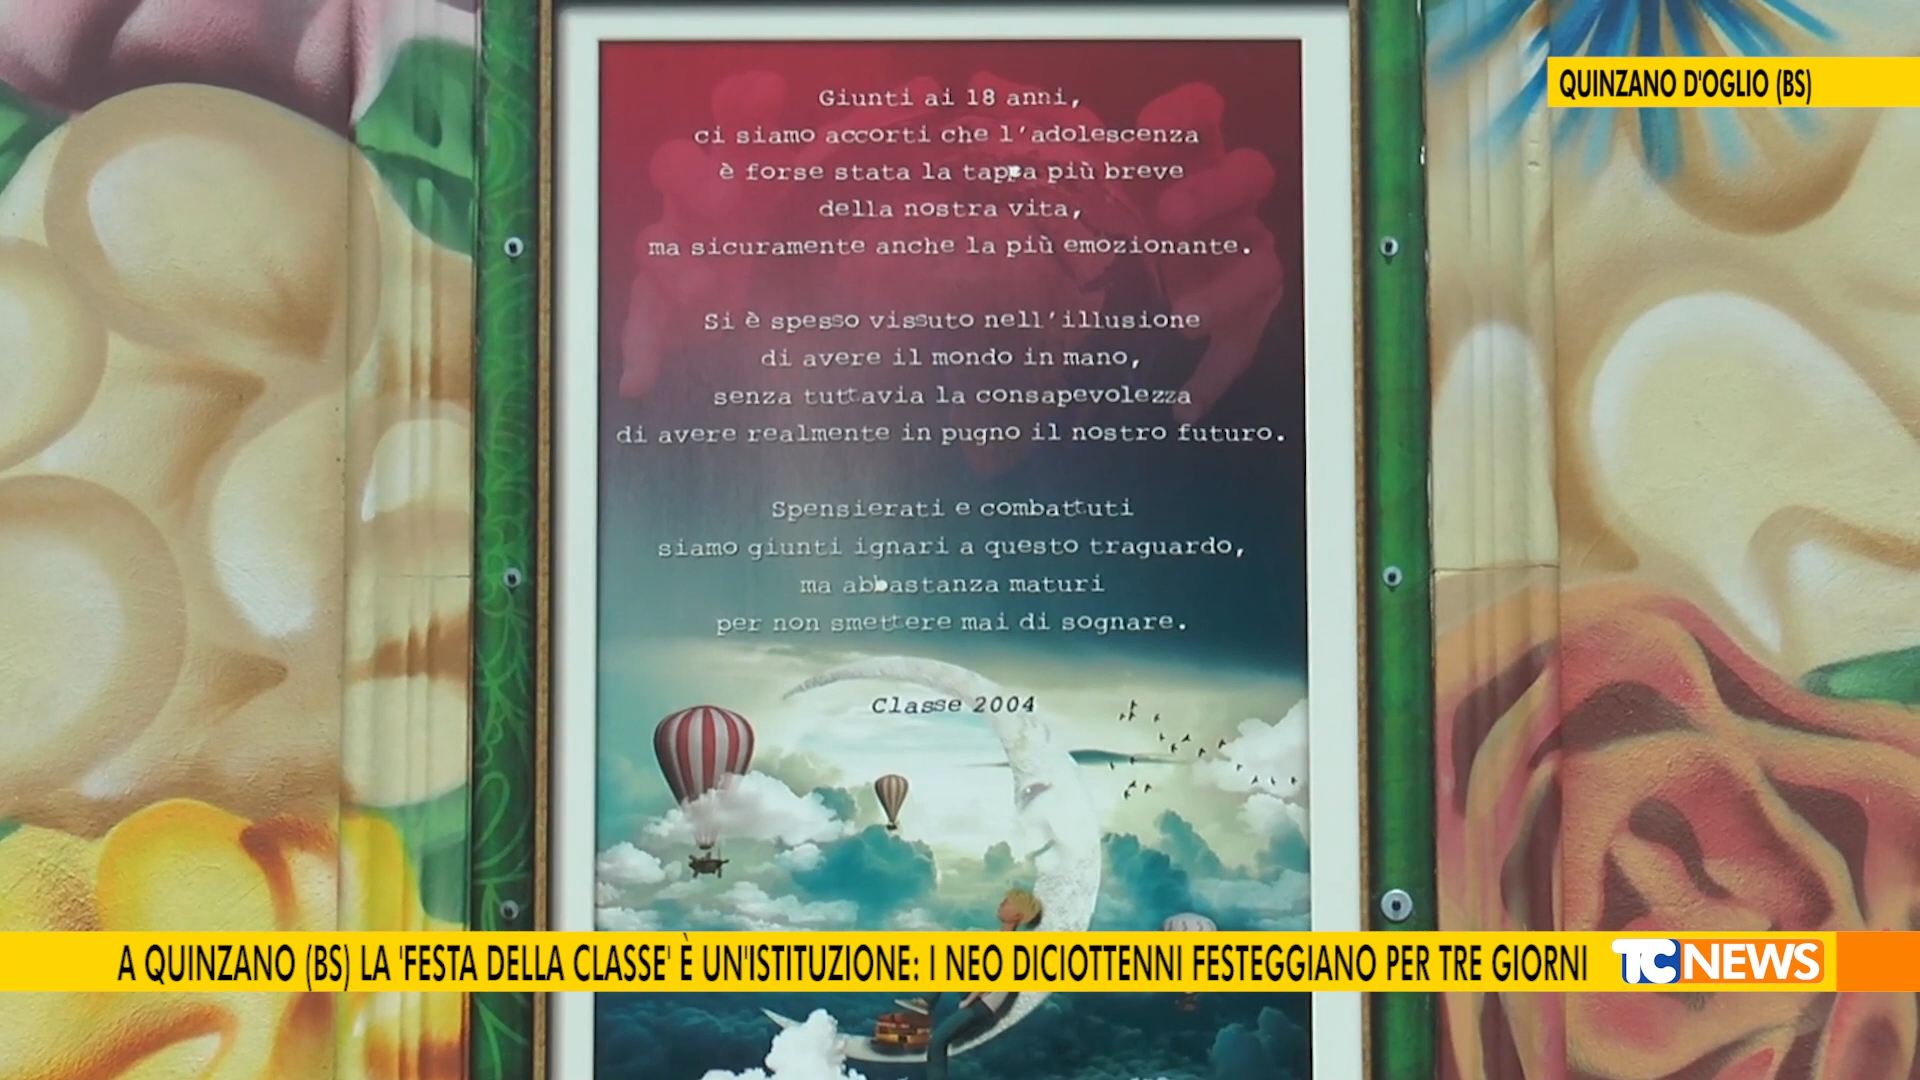 QUINZANO D'OGLIO (BS)
Giunti ai 18 anni,
ci siamo accorti che l'adolescenza
è forse stata la tappa più breve
della nostra vita,
ma sicuramente anche la più emozionante.
Si è spesso vissuto nell'illusione
di avere il mondo in mano,
senza tuttavia la consapevolezza
di avere realmente in pugno il nostro futuro.
Spensierati e combattuti
siamo giunti ignari a questo traguardo,
ma abbastanza maturi
per non smettere mai di sognare.
Classe 2004
A QUINZANO (BS) LA 'FESTA DELLA CLASSE' È UN'ISTITUZIONE: I NEO DICIOTTENNI FESTEGGIANO PER TRE GIORNI
TC NEWS